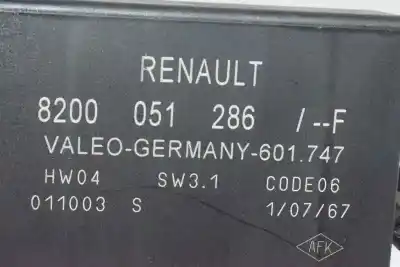 RENAULT
8200 051 286 /--F
VALEO-GERMANY-601.747
HW04 SW3.1 CODE06
011003 S 1/07/67
AFK